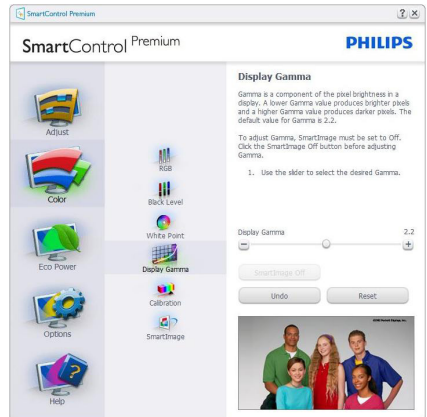 SmartControl Premium
? ×
SmartControl Premium
PHILIPS
Adjust
Color
Eco Power
Options
Help
RGB
Black Level
White Point
Display Gamma
Calibration
SmartImage
Display Gamma
Gamma is a component of the pixel brightness in a
display. A lower Gamma value produces brighter pixels
and a higher Gamma value produces darker pixels. The
default value for Gamma is 2.2.
To adjust Gamma, SmartImage must be set to Off.
Click the SmartImage Off button before adjusting
Gamma.
1. Use the slider to select the desired Gamma.
Display Gamma 2.2
SmartImage Off
Undo Reset